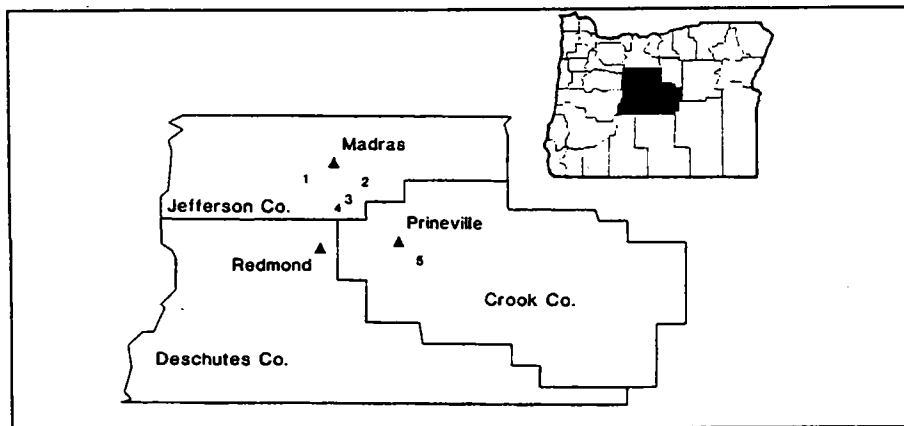 Madras
1
2
3
4
Jefferson Co.
Prineville
Redmond
5
Crook Co.
Deschutes Co.